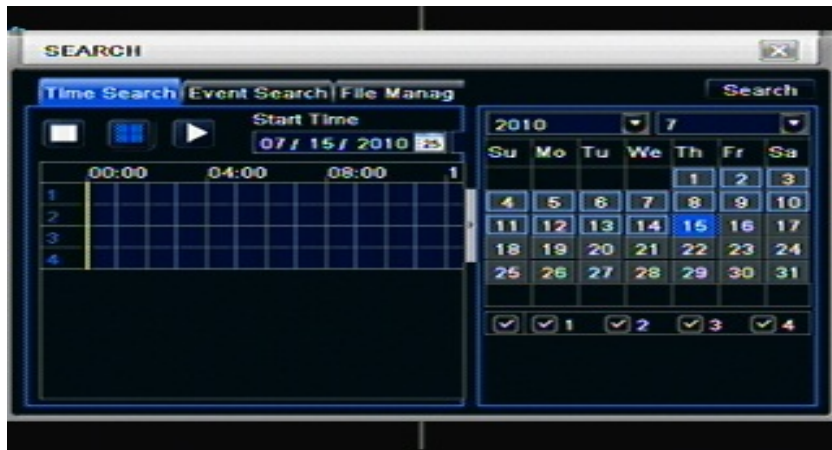 SEARCH
Time Search Event Search File Manag Search
Start Time
07 / 15 / 2010 25
2010 7
Su Mo Tu We Th Fr Sa
00:00 04:00 08:00 1
1 2 3
4 5 6 7 8 9 10
11 12 13 14 15 16 17
18 19 20 21 22 23 24
25 26 27 28 29 30 31
1
2
3
4
1 2 3 4